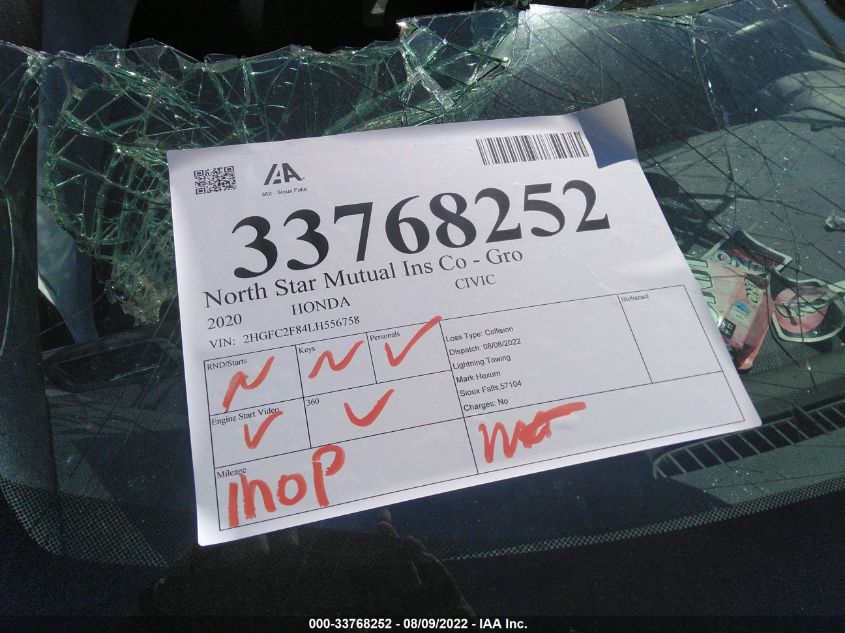 IAA
302 - Sioux Falls
33768252
North Star Mutual Ins Co - Gro
2020 HONDA CIVIC
VIN: 2HGFC2F84LH556758
RND/Starts
N
Keys
N
Personals
✓
Engine Start Video
✓
360
✓
Mileage
Inop
Loss Type: Collision
Dispatch: 08/08/2022
Lightning Towing
Mark Hexum
Sioux Falls,57104
Charges: No
Biohazard
000-33768252 - 08/09/2022 - IAA Inc.